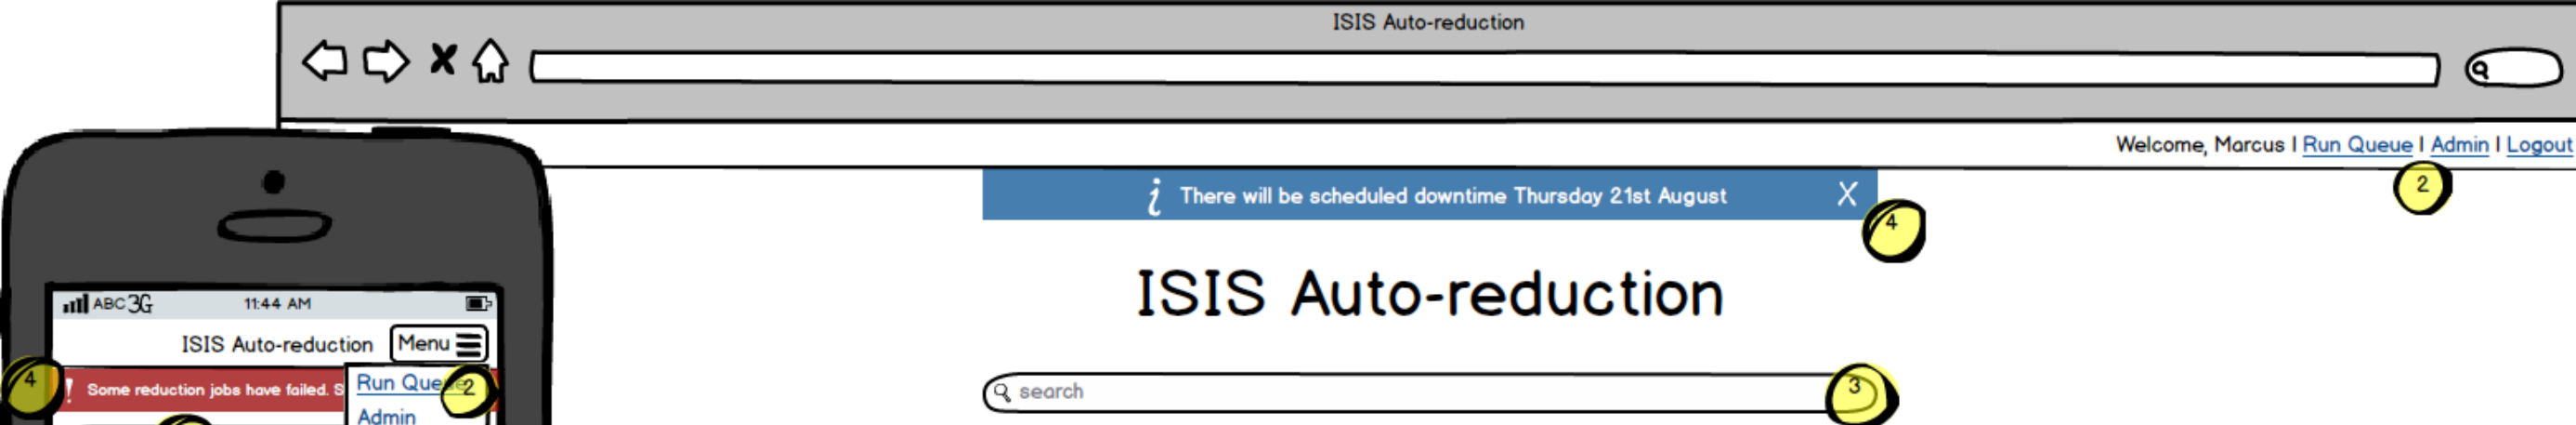 ISIS Auto-reduction
Welcome, Marcus | Run Queue | Admin | Logout
2
i There will be scheduled downtime Thursday 21st August X
4
ISIS Auto-reduction
search
3
ABC 3G 11:44 AM
ISIS Auto-reduction Menu
4
! Some reduction jobs have failed. S
Run Queue
2
Admin